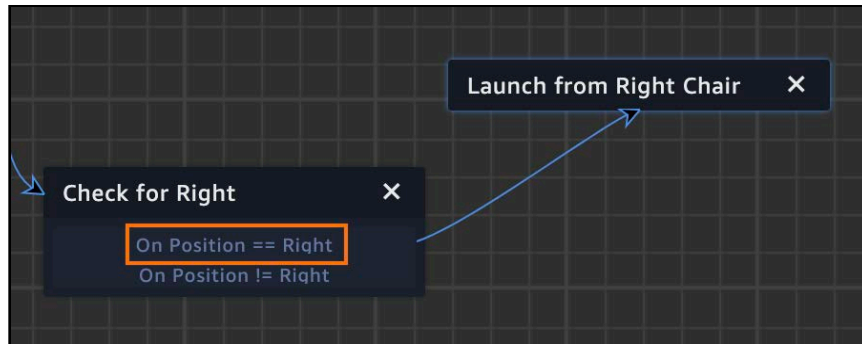 Launch from Right Chair ×
Check for Right ×
On Position == Right
On Position != Right